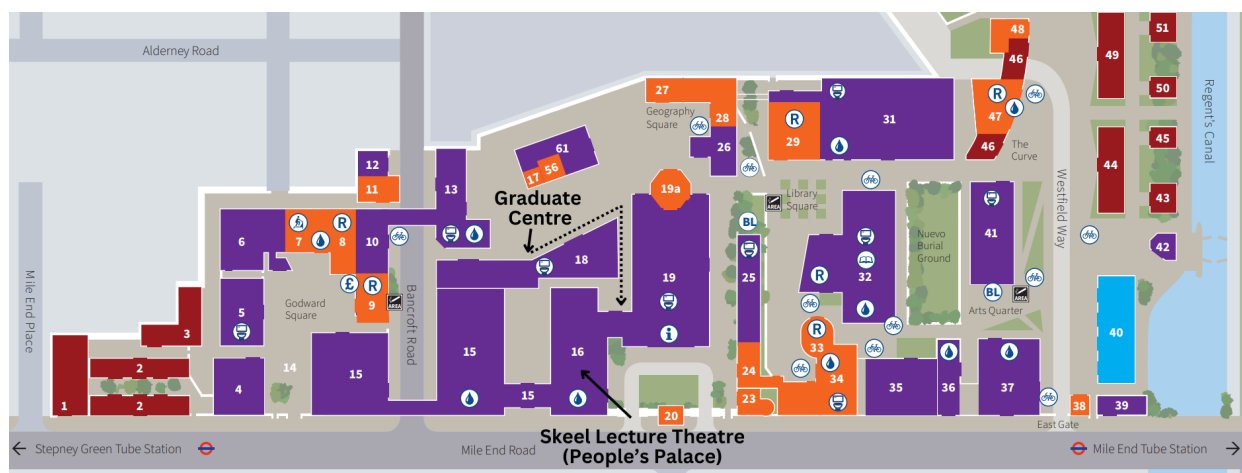 Alderney Road
Mile End Place
Bancroft Road
Westfield Way
Regent's Canal
48
46
51
49
50
45
44
43
42
27
Geography
Square
28
26
R
29
31
R
47
46
The
Curve
12
11
13
61
56
17
19a
Graduate
Centre
AREA
Library
Square
BL
6
7
R
8
10
18
19
i
25
R
32
Nuevo
Burial
Ground
41
BL
AREA
Arts Quarter
40
£
R
9
AREA
Godward
Square
5
3
2
2
1
4
14
15
15
16
15
24
23
20
R
33
34
35
36
37
38
39
East Gate
Skeel Lecture Theatre
(People's Palace)
Stepney Green Tube Station
Mile End Road
Mile End Tube Station